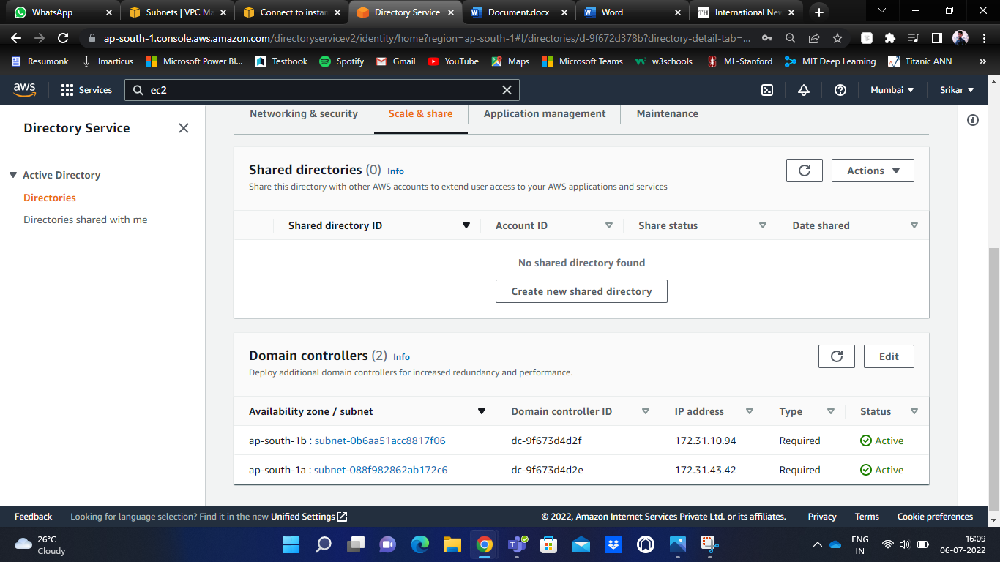 WhatsApp
Subnets | VPC Ma
Connect to instan
Directory Service
Document.docx
Word
TH International New
ap-south-1.console.aws.amazon.com/directoryservicev2/identity/home?region=ap-south-1#!/directories/d-9f672d378b?directory-detail-tab=...
Resumonk
Imarticus
Microsoft Power BI...
Testbook
Spotify
Gmail
YouTube
Maps
Microsoft Teams
w3schools
ML-Stanford
MIT Deep Learning
Titanic ANN
»
aws
Services
ec2
Mumbai
Srikar
Directory Service
Active Directory
Directories
Directories shared with me
Networking & security
Scale & share
Application management
Maintenance
Shared directories (0) Info
Share this directory with other AWS accounts to extend user access to your AWS applications and services
Actions
Shared directory ID Account ID Share status Date shared
No shared directory found
Create new shared directory
Domain controllers (2) Info
Deploy additional domain controllers for increased redundancy and performance.
Edit
Availability zone / subnet Domain controller ID IP address Type Status
ap-south-1b : subnet-0b6aa51acc8817f06 dc-9f673d4d2f 172.31.10.94 Required Active
ap-south-1a : subnet-088f982862ab172c6 dc-9f673d4d2e 172.31.43.42 Required Active
Feedback Looking for language selection? Find it in the new Unified Settings © 2022, Amazon Internet Services Private Ltd. or its affiliates. Privacy Terms Cookie preferences
26°C
Cloudy
ENG
IN
16:09
06-07-2022